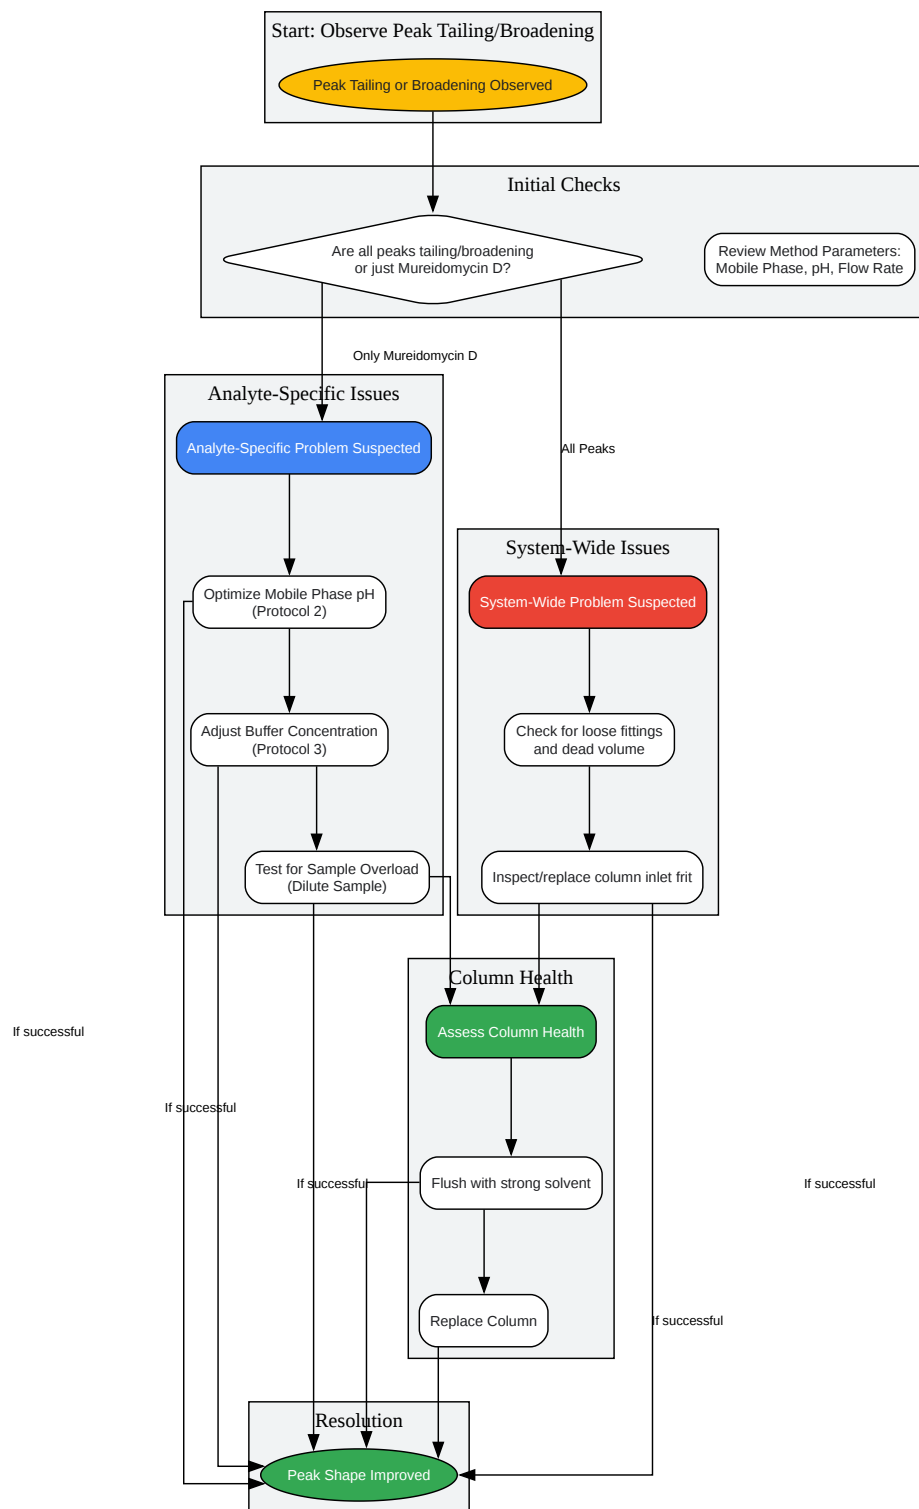 Start: Observe Peak Tailing/Broadening
Peak Tailing or Broadening Observed
Initial Checks
Are all peaks tailing/broadening
or just Mureidomycin D?
Review Method Parameters:
Mobile Phase, pH, Flow Rate
Only Mureidomycin D
Analyte-Specific Issues
Analyte-Specific Problem Suspected
All Peaks
System-Wide Issues
System-Wide Problem Suspected
Optimize Mobile Phase pH
(Protocol 2)
Adjust Buffer Concentration
(Protocol 3)
Check for loose fittings
and dead volume
Test for Sample Overload
(Dilute Sample)
Inspect/replace column inlet frit
Column Health
Assess Column Health
If successful
If successful
If successful
Flush with strong solvent
If successful
Replace Column
If successful
Resolution
Peak Shape Improved